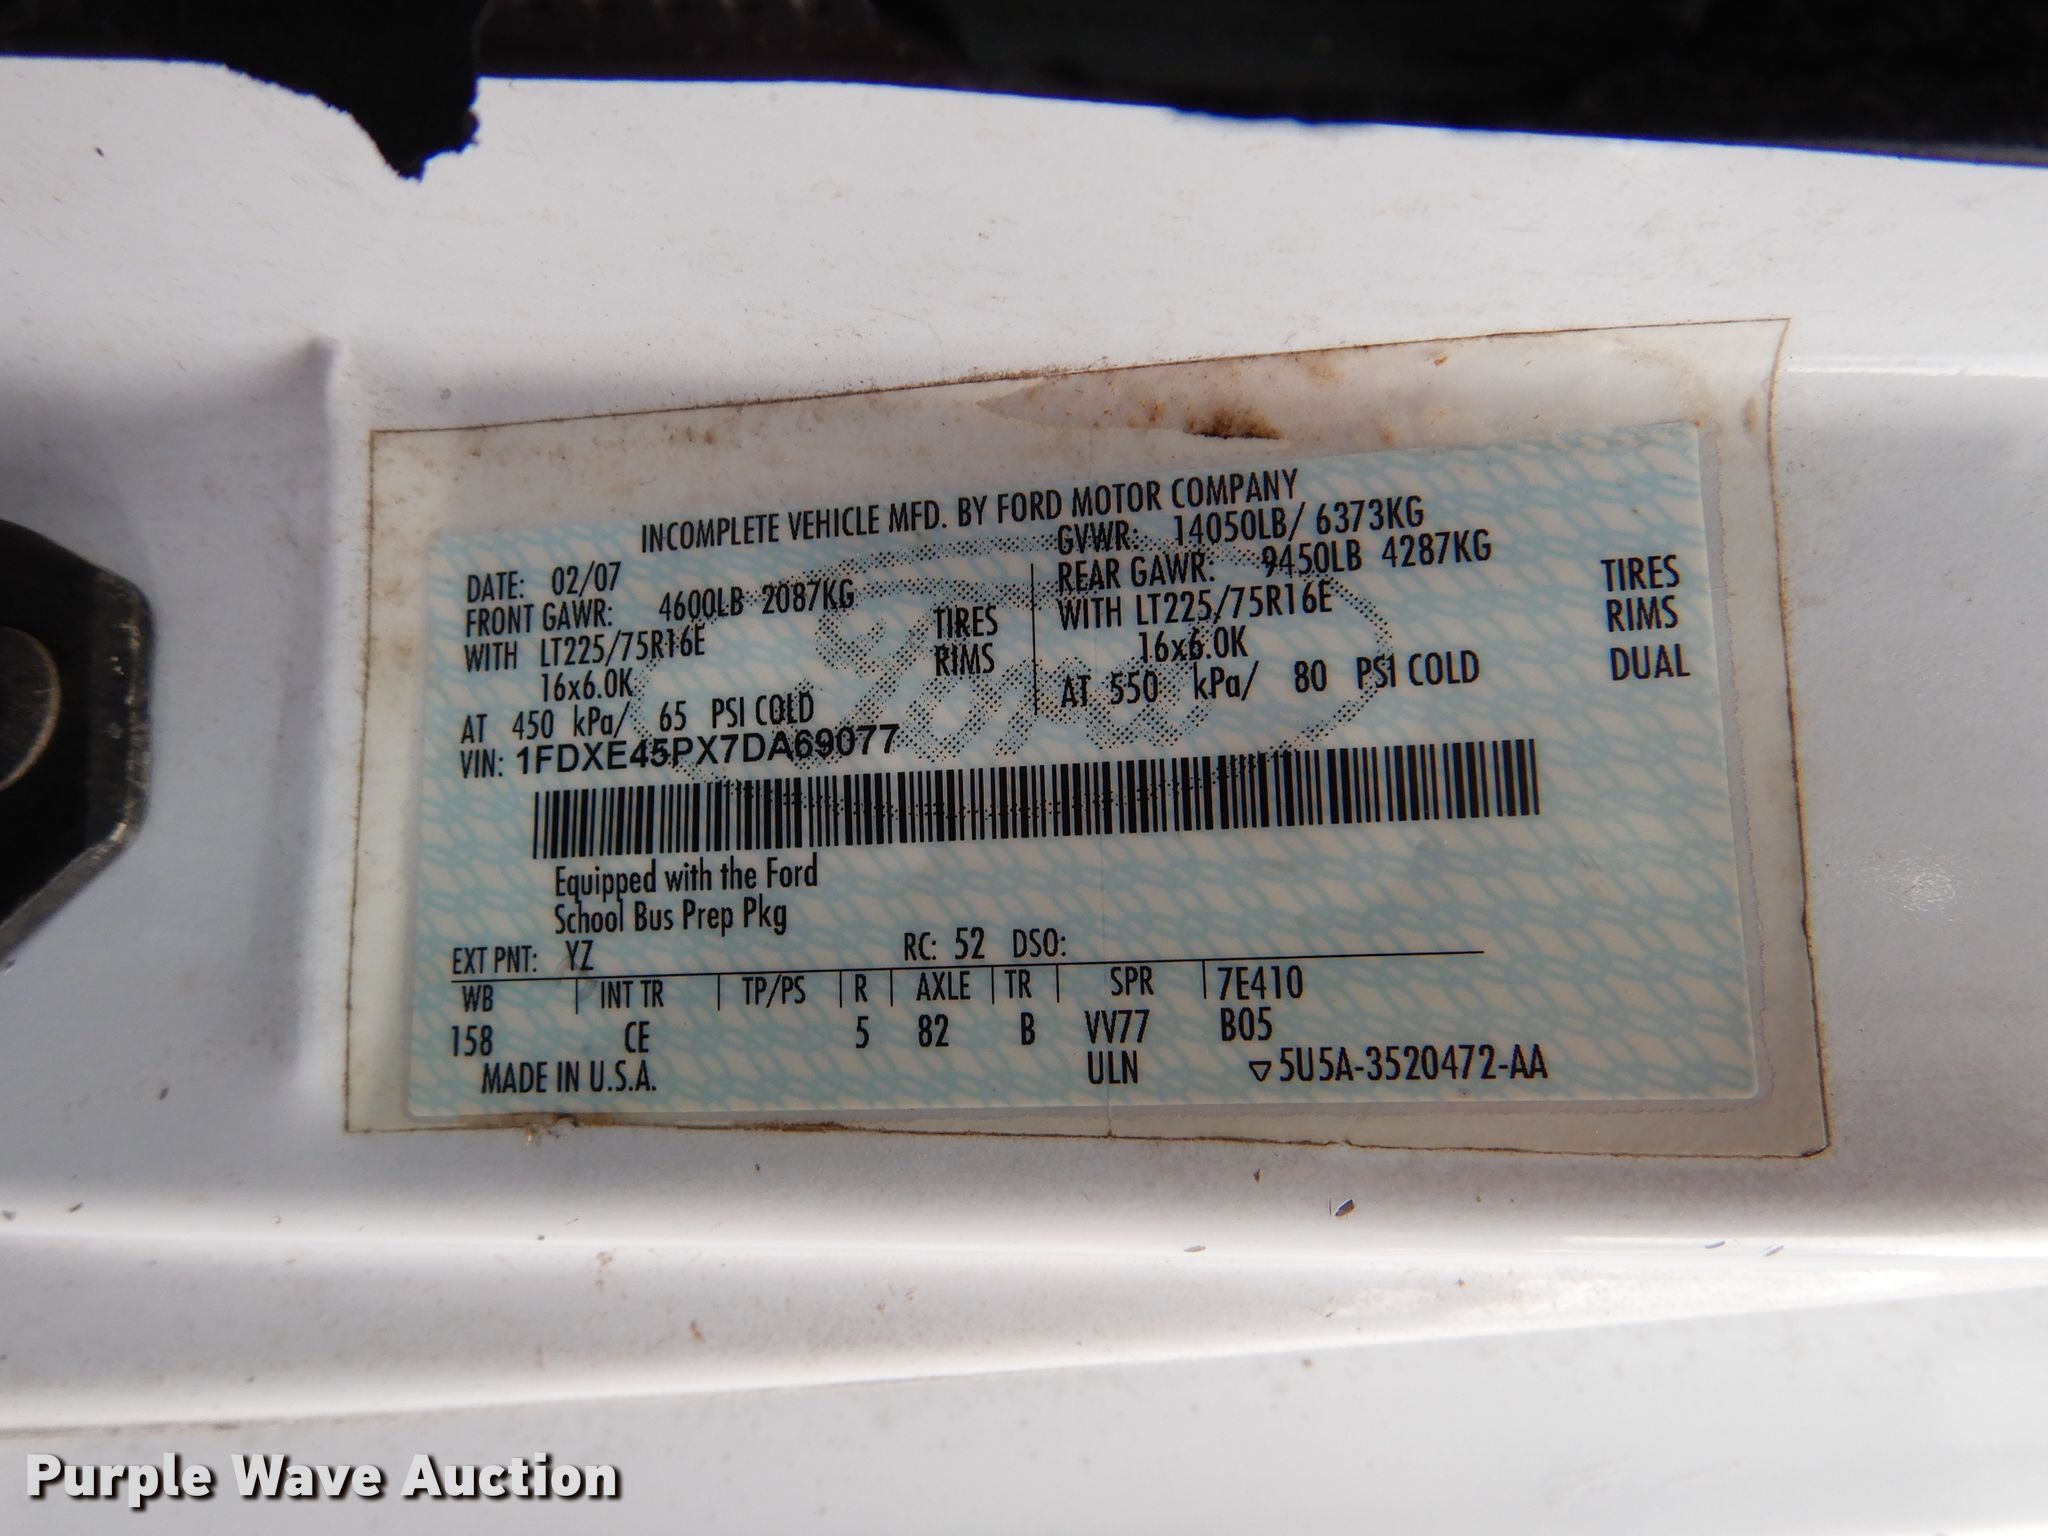 INCOMPLETE VEHICLE MFD. BY FORD MOTOR COMPANY
DATE: 02/07
GVWR: 14050LB/ 6373KG
FRONT GAWR: 4600LB 2087KG
REAR GAWR: 9450LB 4287KG
WITH LT225/75R16E TIRES
WITH LT225/75R16E TIRES
16x6.0K RIMS
16x6.0K RIMS
AT 450 kPa/ 65 PSI COLD
AT 550 kPa/ 80 PSI COLD DUAL
VIN: 1FDXE45PX7DA69077
Ford
Equipped with the Ford
School Bus Prep Pkg
EXT PNT: YZ RC: 52 DSO:
WB INT TR TP/PS R AXLE TR SPR 7E410
158 CE 5 82 B VV77 B05
MADE IN U.S.A. ULN 5U5A-3520472-AA
Purple Wave Auction